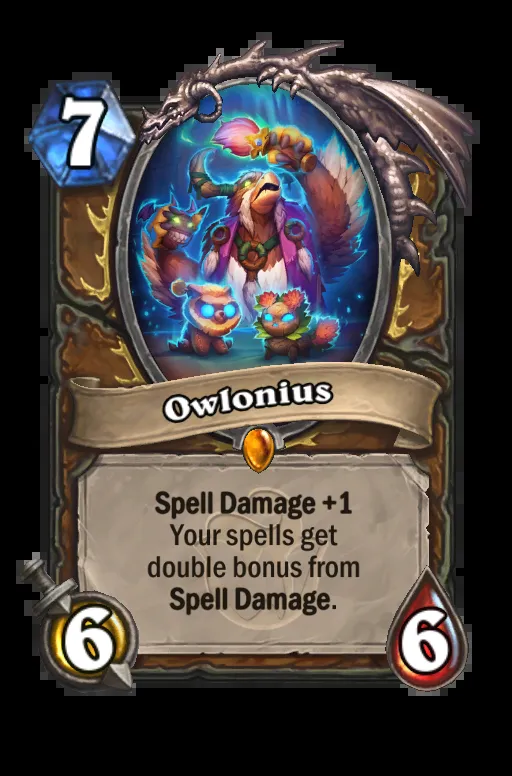 7
Owlonius
Spell Damage +1
Your spells get
double bonus from
Spell Damage.
6
6